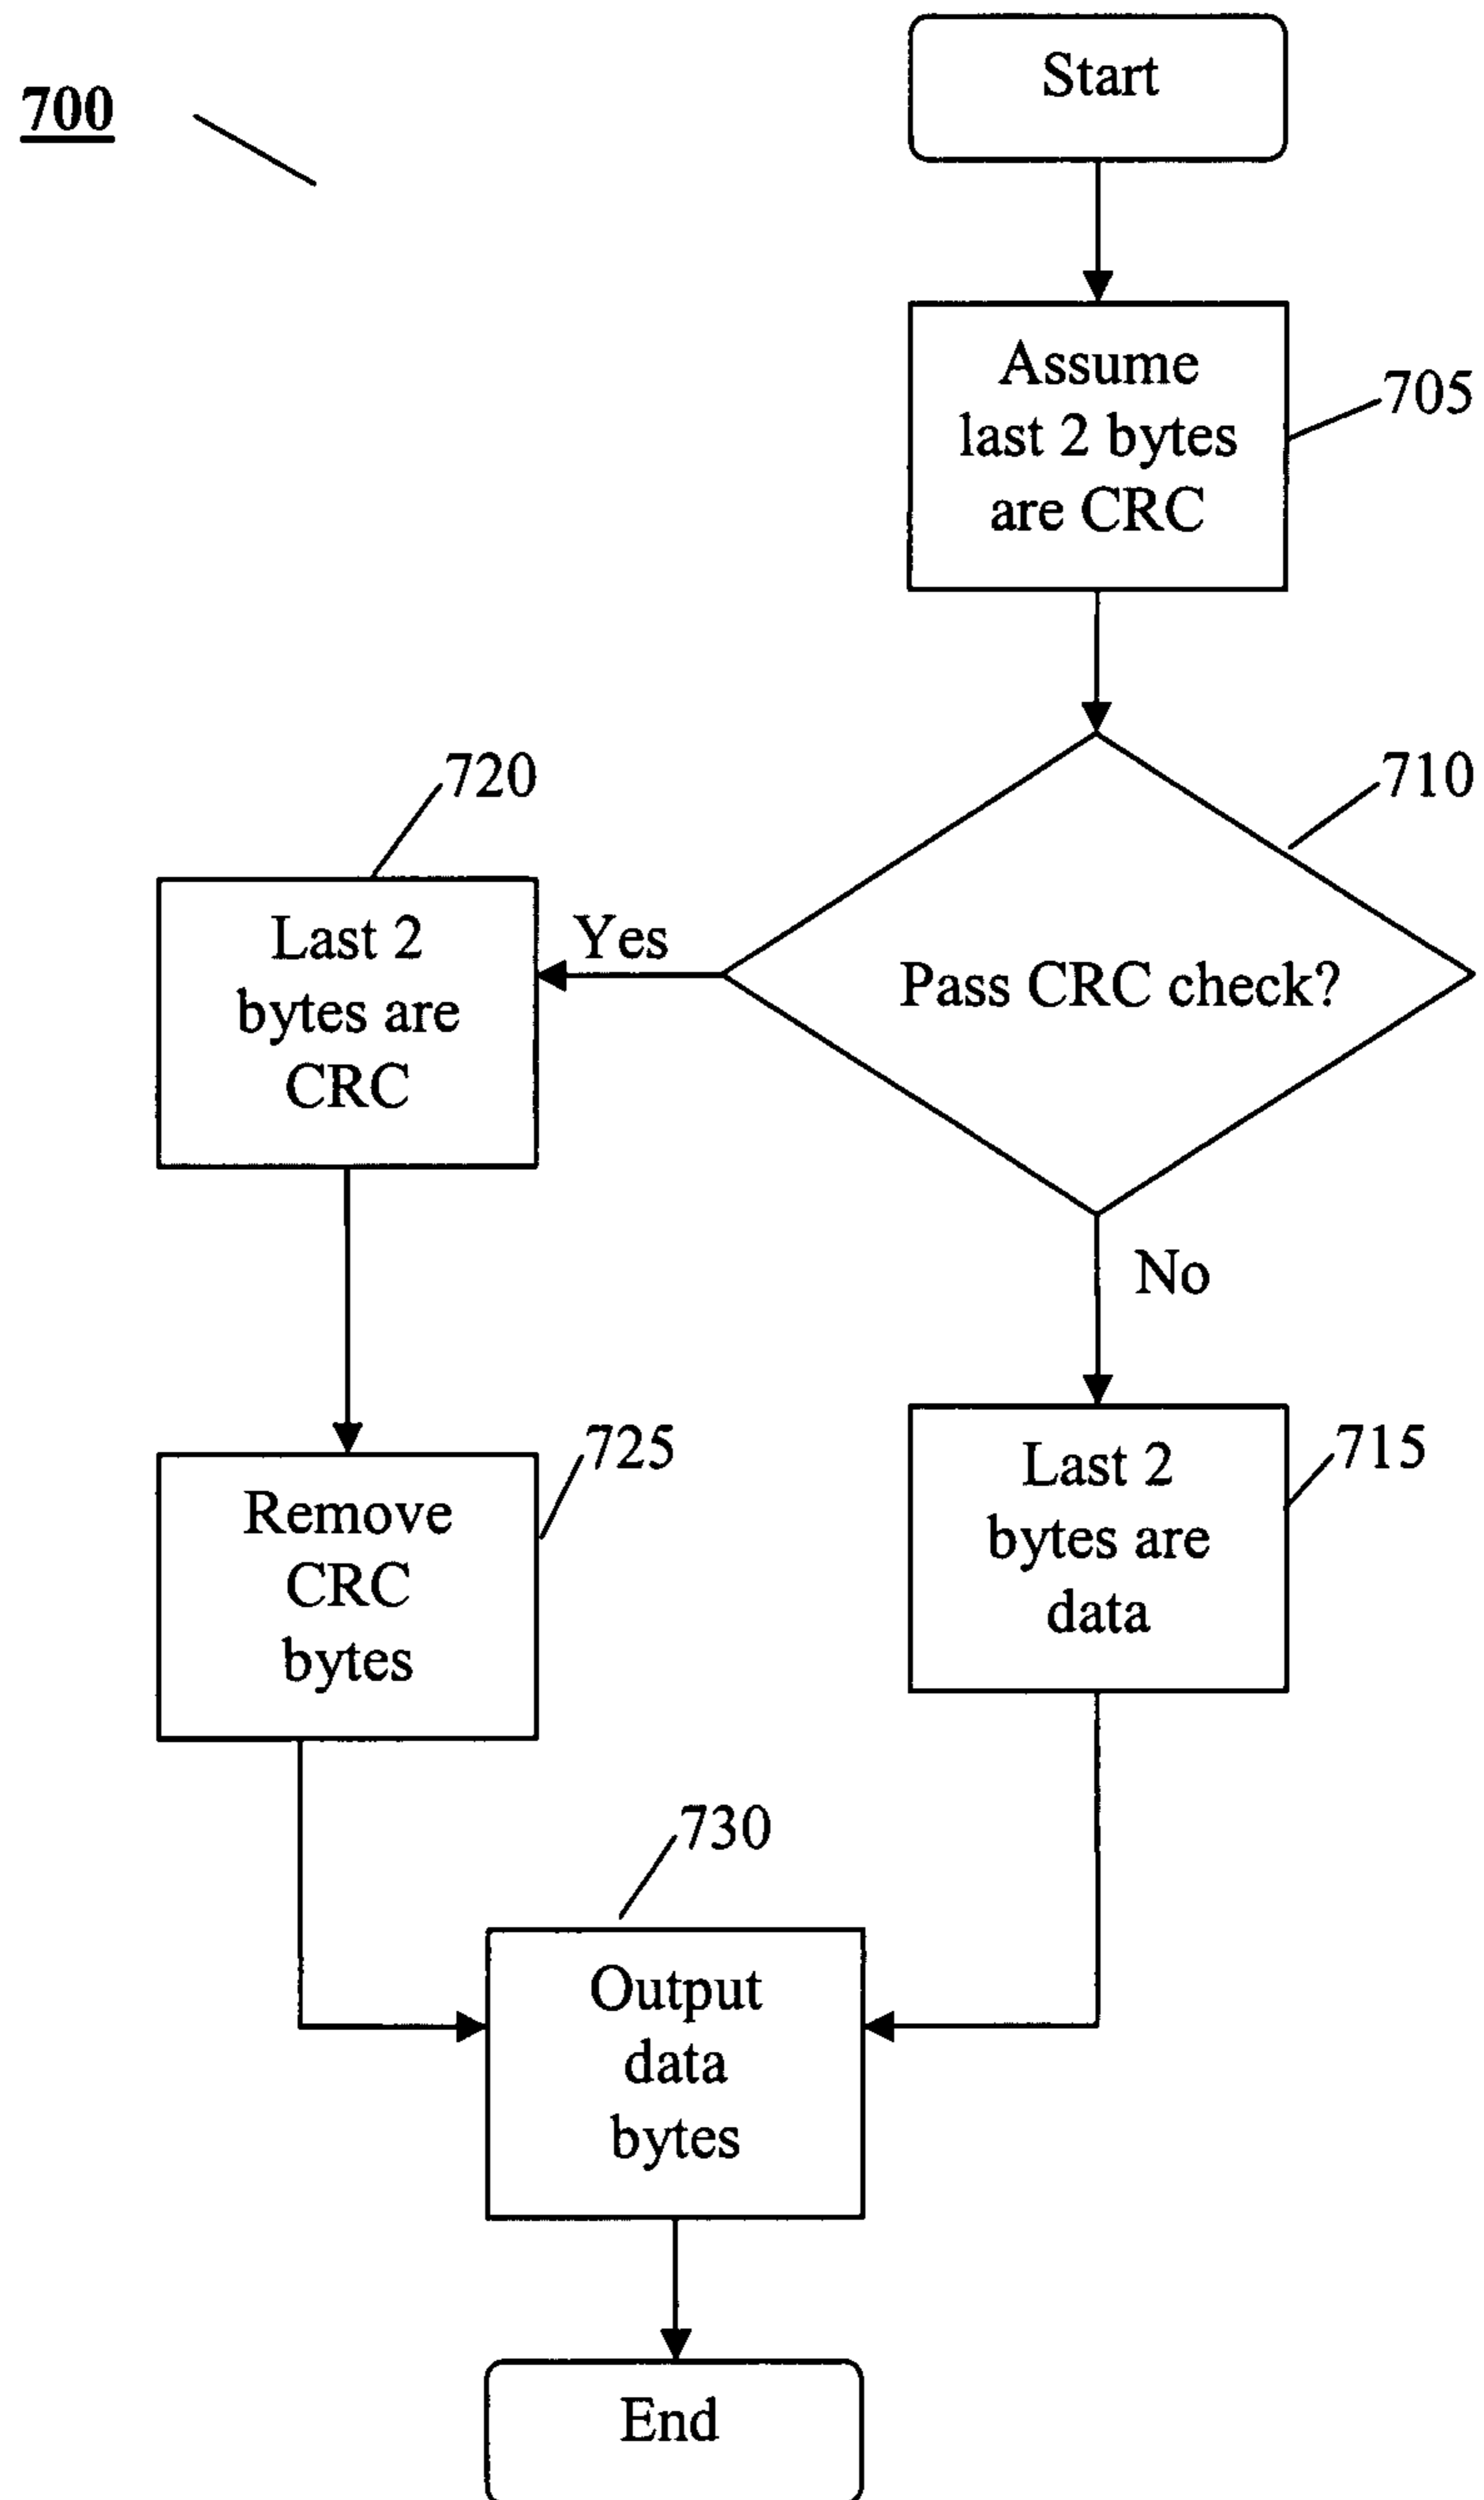 700
Start
Assume
last 2 bytes
are CRC
705
710
Pass CRC check?
Yes
720
Last 2
bytes are
CRC
No
725
Remove
CRC
bytes
715
Last 2
bytes are
data
730
Output
data
bytes
End